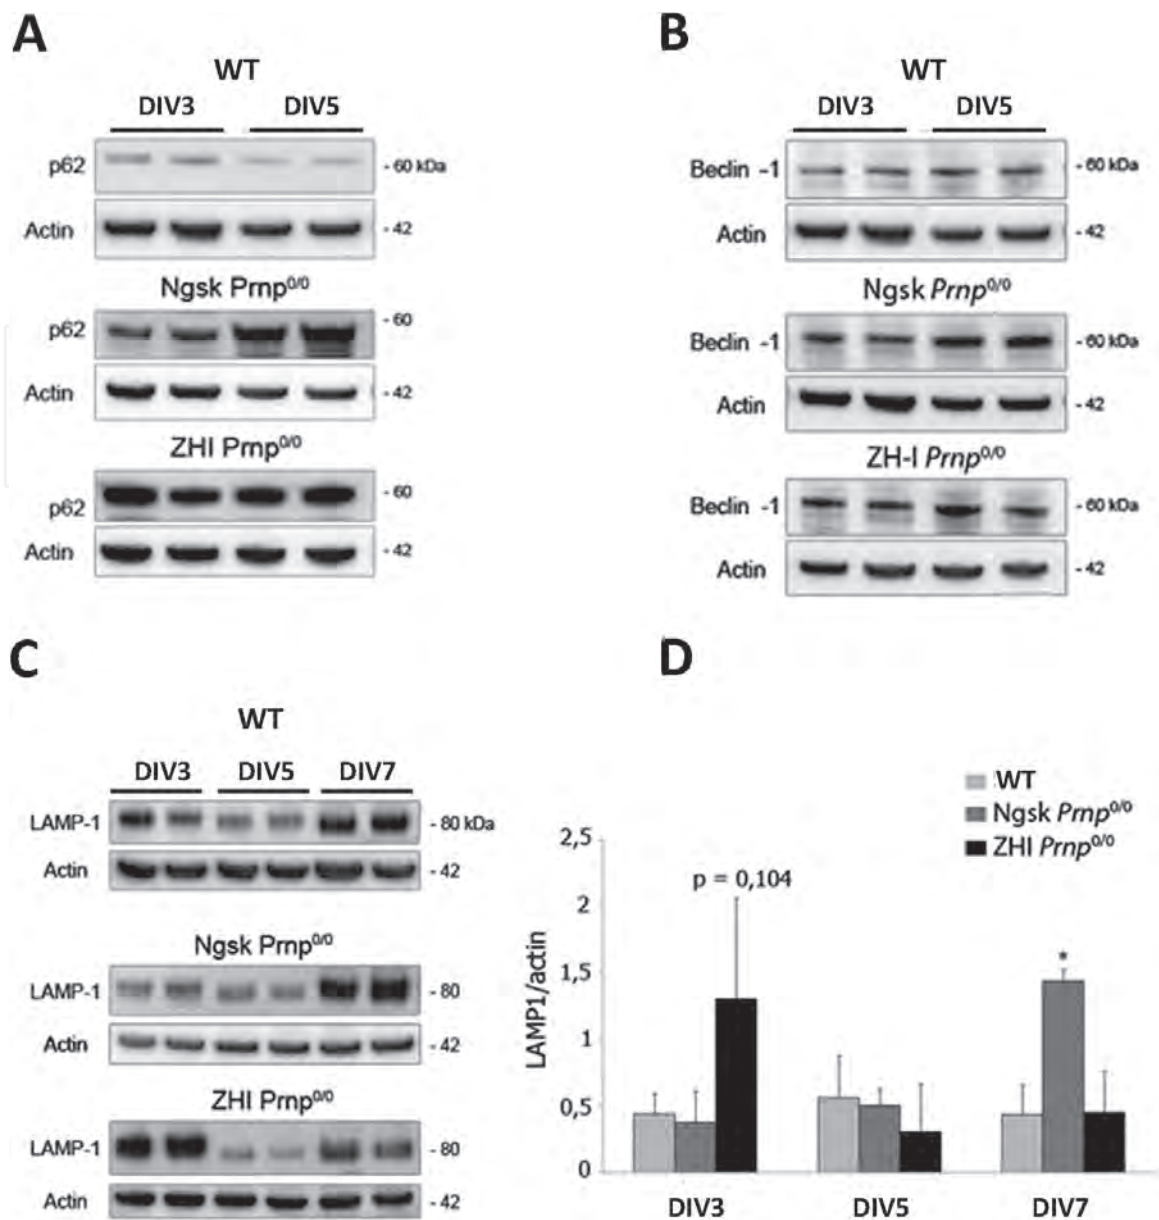 A
WT
DIV3 DIV5
p62 - 60 kDa
Actin - 42
Ngsk Prnp0/0
p62 - 60
Actin - 42
ZHI Prnp0/0
p62 - 60
Actin - 42
B
WT
DIV3 DIV5
Beclin -1 - 60 kDa
Actin - 42
Ngsk Prnp0/0
Beclin -1 - 60 kDa
Actin - 42
ZH-I Prnp0/0
Beclin -1 - 60 kDa
Actin - 42
C
WT
DIV3 DIV5 DIV7
LAMP-1 - 80 kDa
Actin - 42
Ngsk Prnp0/0
LAMP-1 - 80
Actin - 42
ZHI Prnp0/0
LAMP-1 - 80
Actin - 42
D
WT
Ngsk Prnp0/0
ZHI Prnp0/0
2,5
2
1,5
1
0,5
0
LAMP1/actin
p = 0,104
*
DIV3 DIV5 DIV7